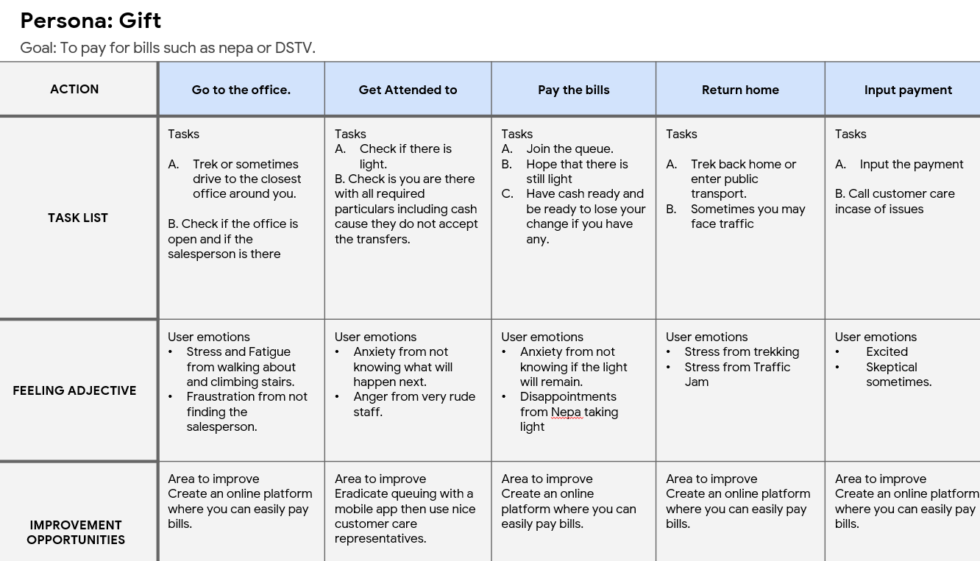 Persona: Gift
Goal: To pay for bills such as nepa or DSTV.
ACTION
Go to the office.
Get Attended to
Pay the bills
Return home
Input payment
TASK LIST
Tasks
A. Trek or sometimes
drive to the closest
office around you.
B. Check if the office is
open and if the
salesperson is there
Tasks
A. Check if there is
light.
B. Check is you are there
with all required
particulars including cash
cause they do not accept
the transfers.
Tasks
A. Join the queue.
B. Hope that there is
still light
C. Have cash ready and
be ready to lose your
change if you have
any.
Tasks
A. Trek back home or
enter public
transport.
B. Sometimes you may
face traffic
Tasks
A. Input the payment
B. Call customer care
incase of issues
FEELING ADJECTIVE
User emotions
• Stress and Fatigue
from walking about
and climbing stairs.
• Fraustration from not
finding the
salesperson.
User emotions
• Anxiety from not
knowing what will
happen next.
• Anger from very rude
staff.
User emotions
• Anxiety from not
knowing if the light
will remain.
• Disappointments
from Nepa taking
light
User emotions
• Stress from trekking
• Stress from Traffic
Jam
User emotions
• Excited
• Skeptical
sometimes.
IMPROVEMENT
OPPORTUNITIES
Area to improve
Create an online platform
where you can easily pay
bills.
Area to improve
Eradicate queuing with a
mobile app then use nice
customer care
representatives.
Area to improve
Create an online
platform where you can
easily pay bills.
Area to improve
Create an online platform
where you can easily pay
bills.
Area to improve
Create an online platform
where you can easily pay
bills.